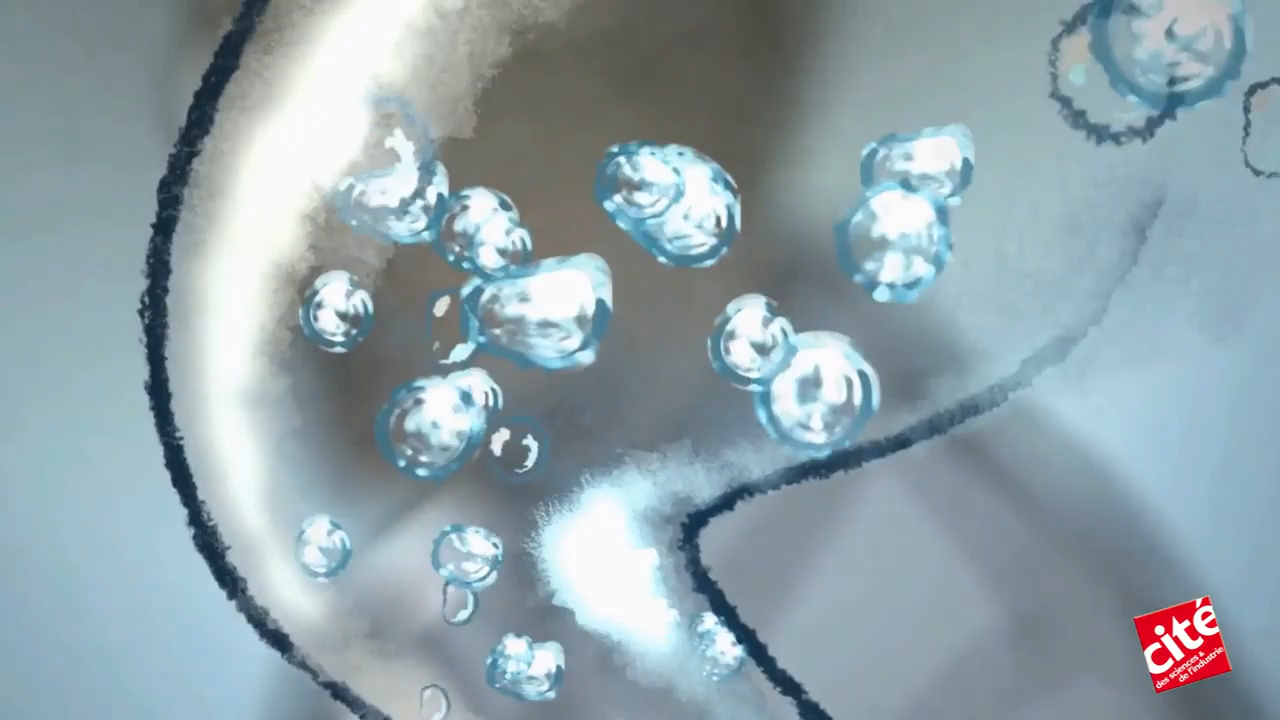 cité
des sciences &
de l'industrie